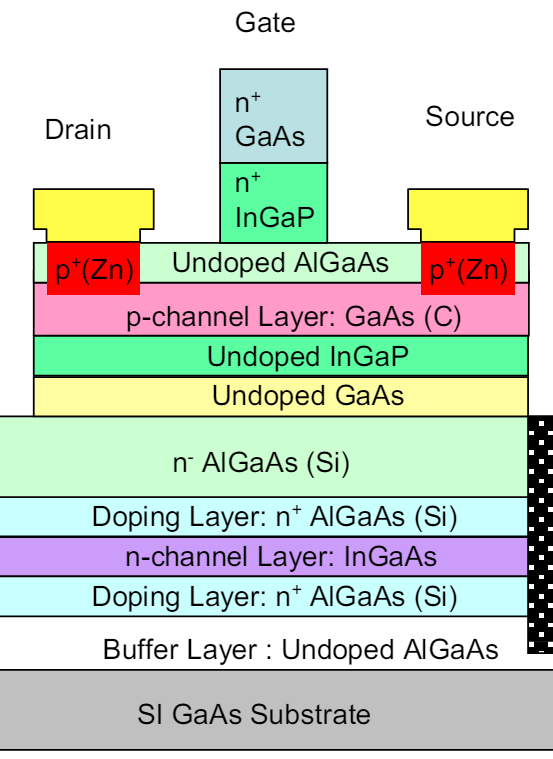 Gate
Drain
Source
n⁺
GaAs
n⁺
InGaP
p⁺(Zn)
Undoped AlGaAs
p⁺(Zn)
p-channel Layer: GaAs (C)
Undoped InGaP
Undoped GaAs
n⁻ AlGaAs (Si)
Doping Layer: n⁺ AlGaAs (Si)
n-channel Layer: InGaAs
Doping Layer: n⁺ AlGaAs (Si)
Buffer Layer : Undoped AlGaAs
SI GaAs Substrate